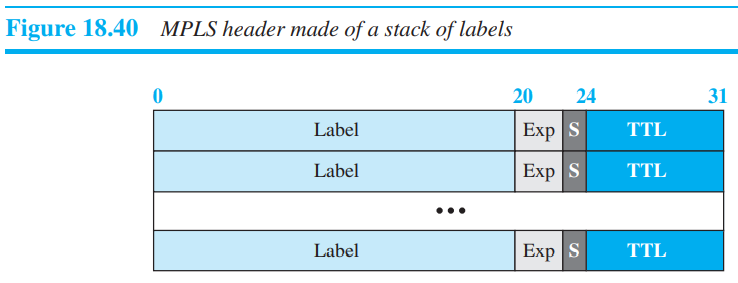 Figure 18.40 MPLS header made of a stack of labels
0 20 24 31
Label Exp S TTL
Label Exp S TTL
•••
Label Exp S TTL